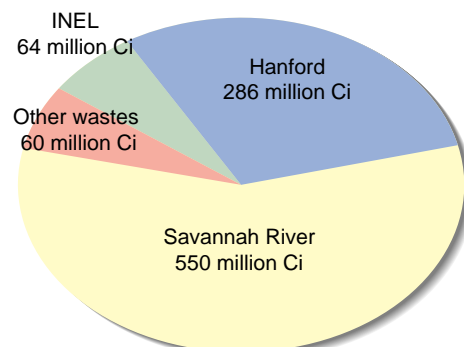 INEL
64 million Ci
Hanford
286 million Ci
Other wastes
60 million Ci
Savannah River
550 million Ci